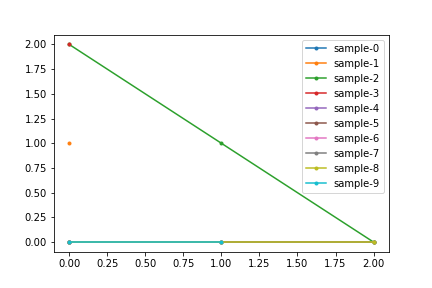 2.00
1.75
1.50
1.25
1.00
0.75
0.50
0.25
0.00
0.00 0.25 0.50 0.75 1.00 1.25 1.50 1.75 2.00
sample-0
sample-1
sample-2
sample-3
sample-4
sample-5
sample-6
sample-7
sample-8
sample-9